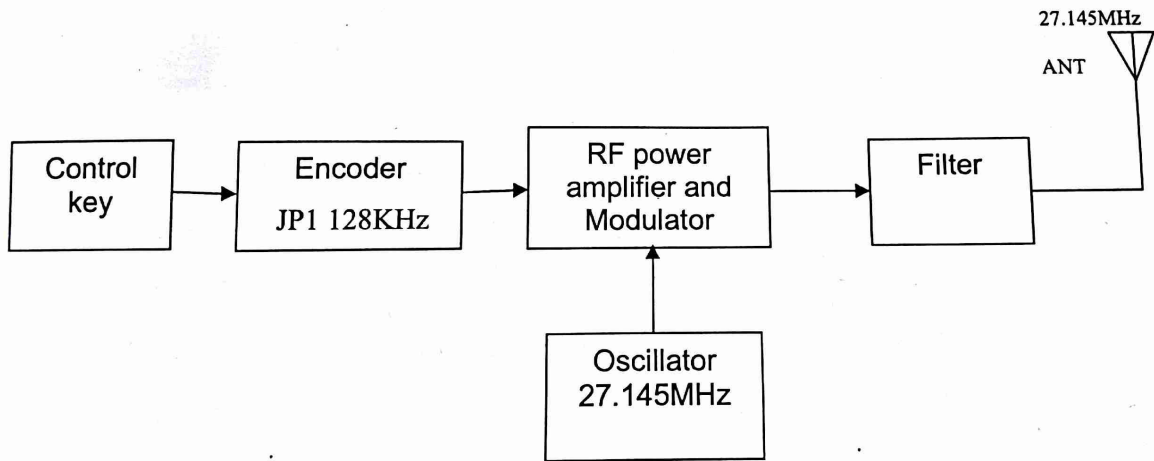 27.145MHz
ANT
Control
key
Encoder
JP1 128KHz
RF power
amplifier and
Modulator
Filter
Oscillator
27.145MHz